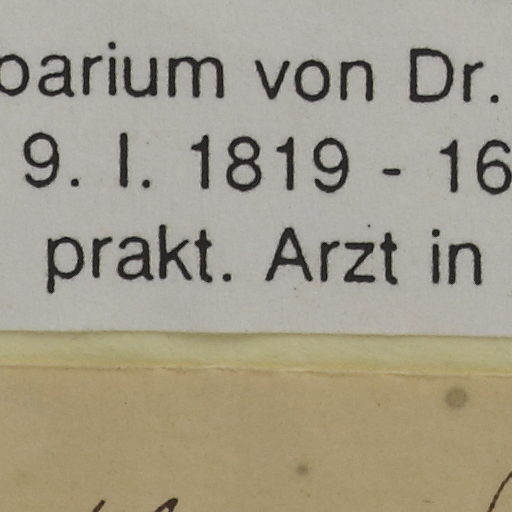 barium von Dr.
9. I. 1819 - 16
prakt. Arzt in